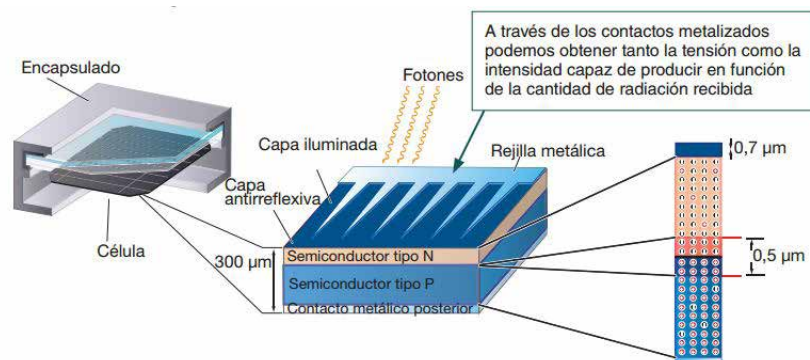 A través de los contactos metalizados
podemos obtener tanto la tensión como la
intensidad capaz de producir en función
de la cantidad de radiación recibida
Encapsulado
Fotones
Capa iluminada
Rejilla metálica
0,7 µm
Capa
antirreflexiva
Célula
300 µm
Semiconductor tipo N
0,5 µm
Semiconductor tipo P
Contacto metálico posterior